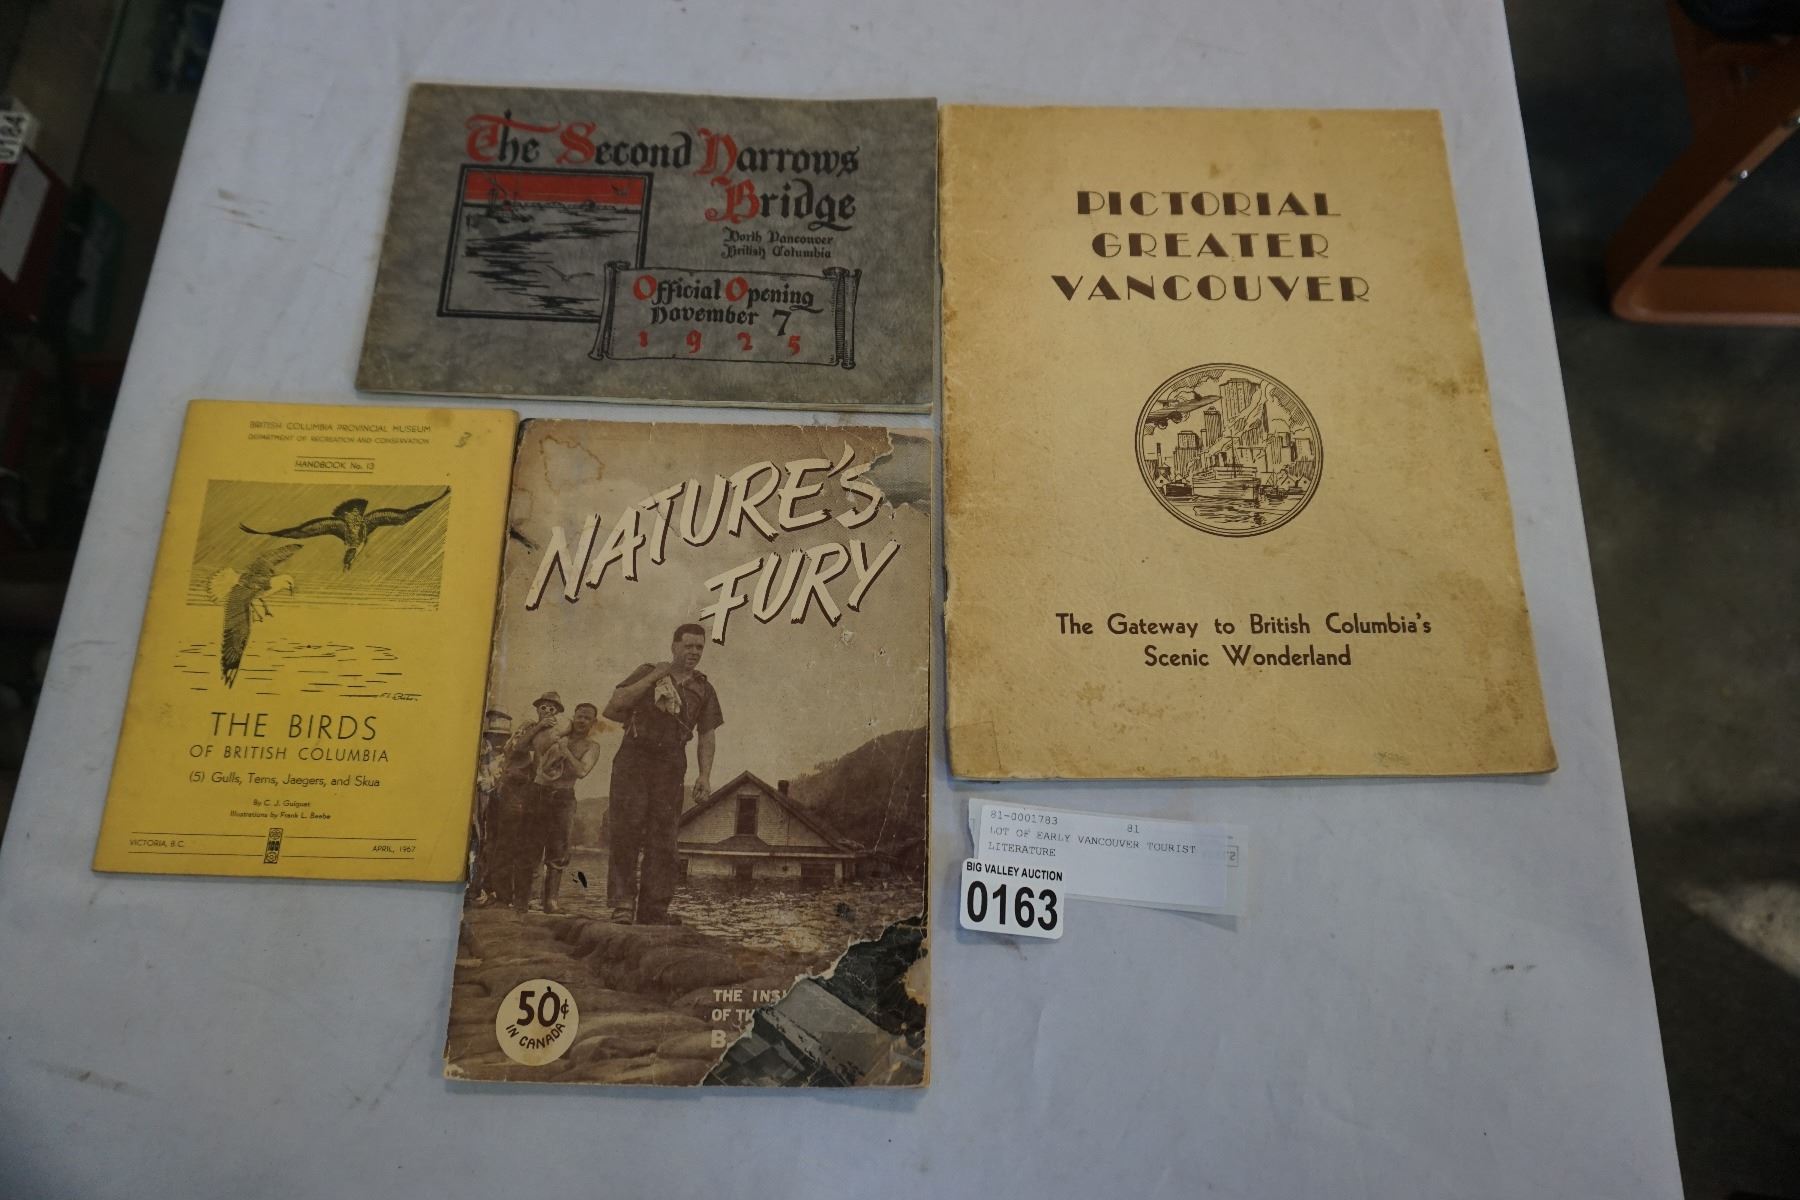 The Second Narrows
Bridge
North Vancouver
British Columbia
Official Opening
November 7
1925
PICTORIAL
GREATER
VANCOUVER
The Gateway to British Columbia's
Scenic Wonderland
BRITISH COLUMBIA PROVINCIAL MUSEUM
DEPARTMENT OF RECREATION AND CONSERVATION
HANDBOOK No. 13
THE BIRDS
OF BRITISH COLUMBIA
(5) Gulls, Terns, Jaegers, and Skua
By C. J. Guiguet
Illustrations by Frank L. Beebe
VICTORIA, B.C.
APRIL, 1967
NATURE'S
FURY
50¢
IN CANADA
THE
OF
B.
81-0001783 81
LOT OF EARLY VANCOUVER TOURIST
LITERATURE
BIG VALLEY AUCTION
0163
0184